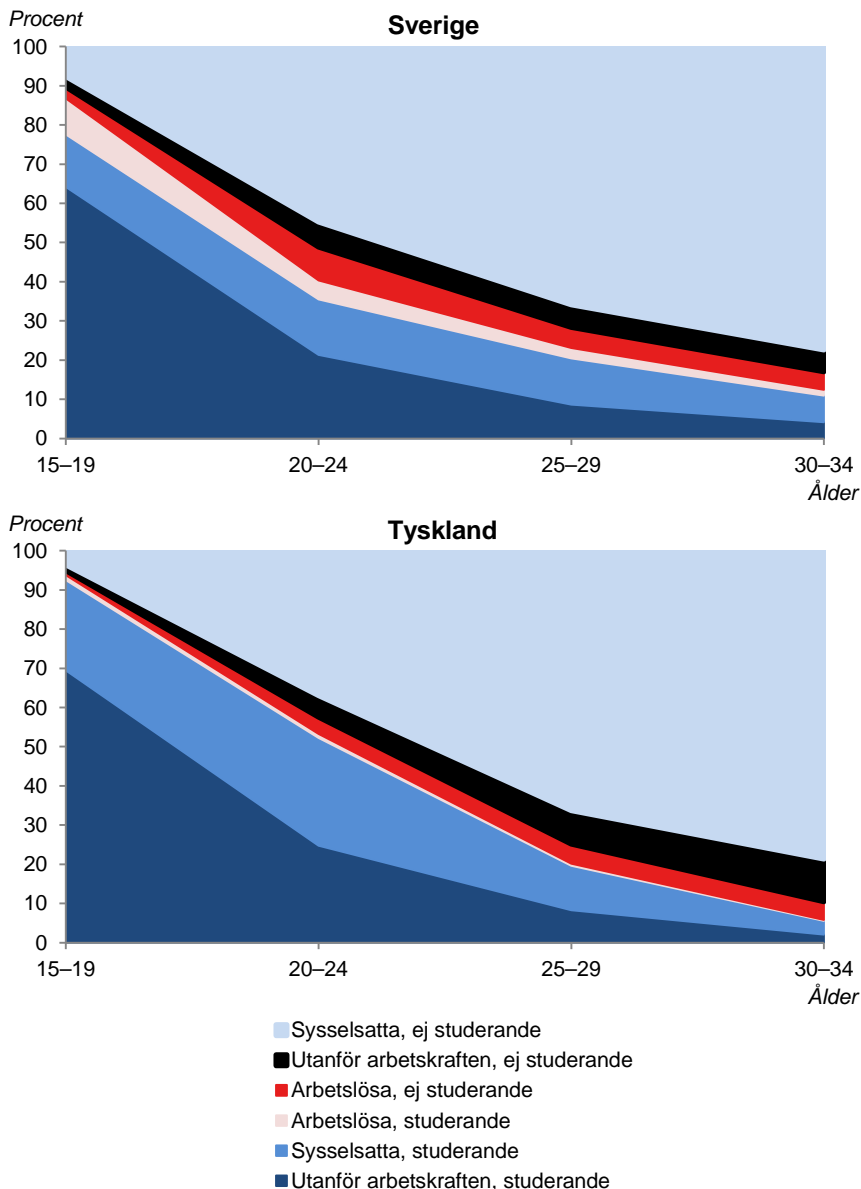 Procent
Sverige
100
90
80
70
60
50
40
30
20
10
0
15–19
20–24
25–29
30–34
Ålder
Procent
Tyskland
100
90
80
70
60
50
40
30
20
10
0
15–19
20–24
25–29
30–34
Ålder
Sysselsatta, ej studerande
Utanför arbetskraften, ej studerande
Arbetslösa, ej studerande
Arbetslösa, studerande
Sysselsatta, studerande
Utanför arbetskraften, studerande